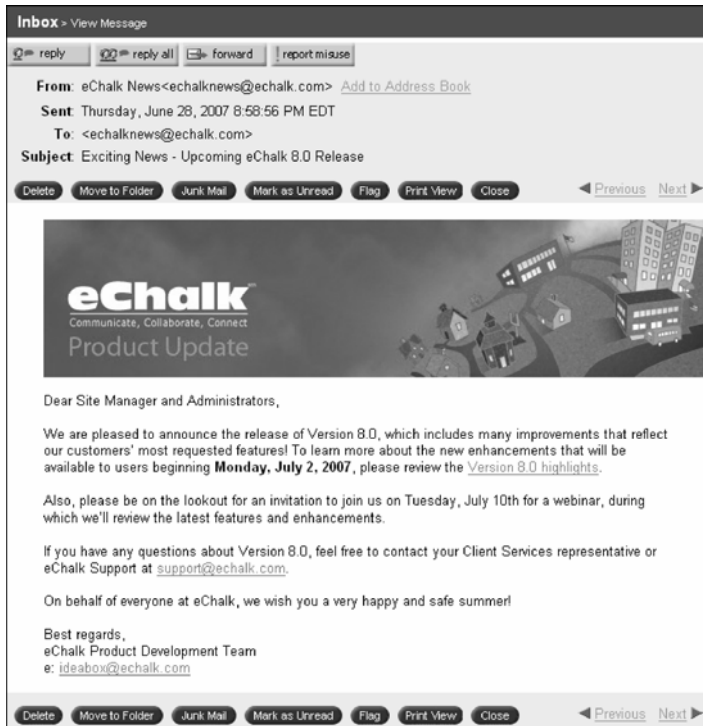 Inbox > View Message
reply reply all forward ! report misuse
From: eChalk News<echalknews@echalk.com> Add to Address Book
Sent: Thursday, June 28, 2007 8:58:56 PM EDT
To: <echalknews@echalk.com>
Subject: Exciting News - Upcoming eChalk 8.0 Release
Delete Move to Folder Junk Mail Mark as Unread Flag Print View Close Previous Next
eChalk
Communicate, Collaborate, Connect
Product Update
Dear Site Manager and Administrators,
We are pleased to announce the release of Version 8.0, which includes many improvements that reflect
our customers' most requested features! To learn more about the new enhancements that will be
available to users beginning Monday, July 2, 2007, please review the Version 8.0 highlights.
Also, please be on the lookout for an invitation to join us on Tuesday, July 10th for a webinar, during
which we'll review the latest features and enhancements.
If you have any questions about Version 8.0, feel free to contact your Client Services representative or
eChalk Support at support@echalk.com.
On behalf of everyone at eChalk, we wish you a very happy and safe summer!
Best regards,
eChalk Product Development Team
e: ideabox@echalk.com
Delete Move to Folder Junk Mail Mark as Unread Flag Print View Close Previous Next